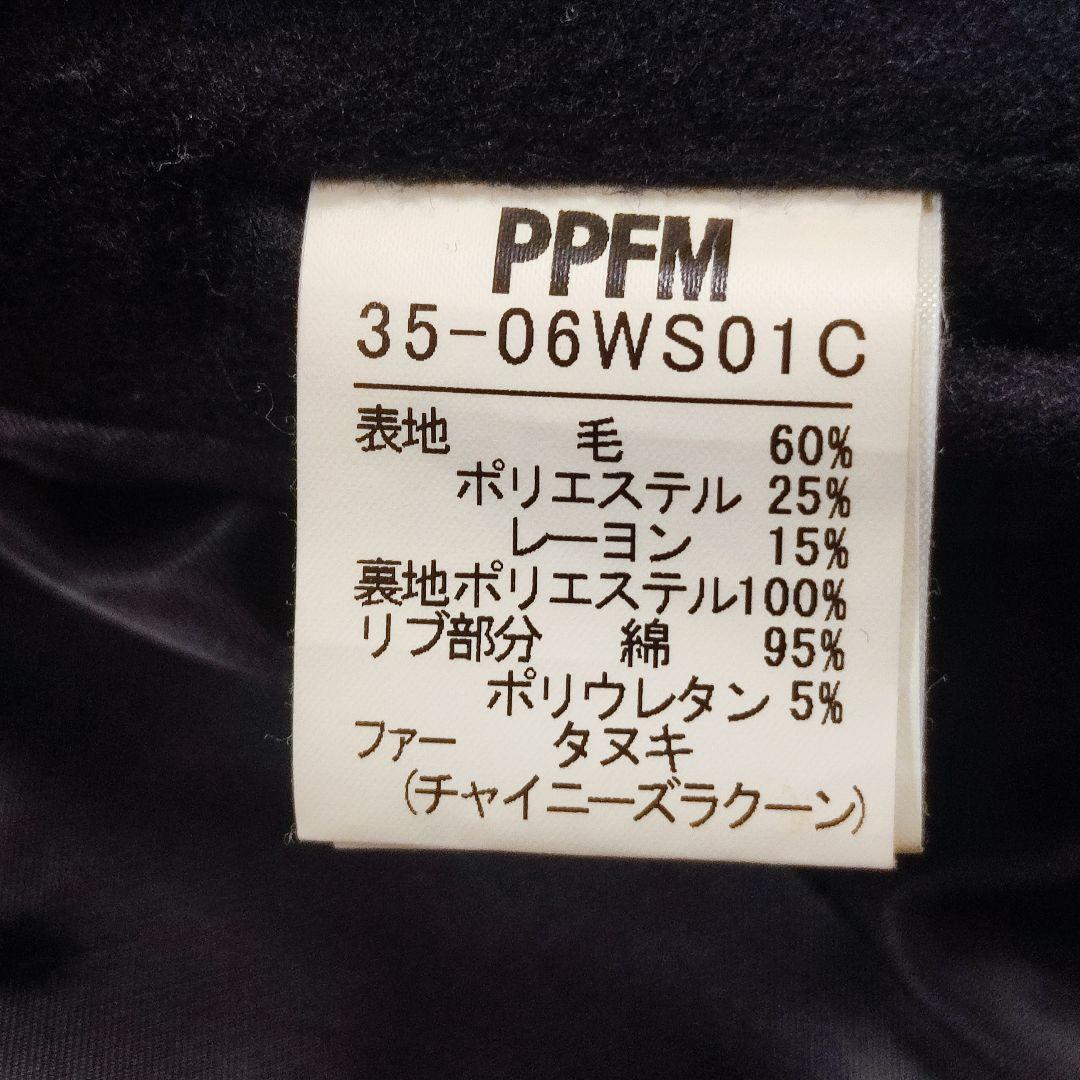 PPFM
35-06WS01C
表地 毛 60%
ポリエステル 25%
レーヨン 15%
裏地ポリエステル100%
リブ部分 綿 95%
ポリウレタン 5%
ファー タヌキ
(チャイニーズラクーン)